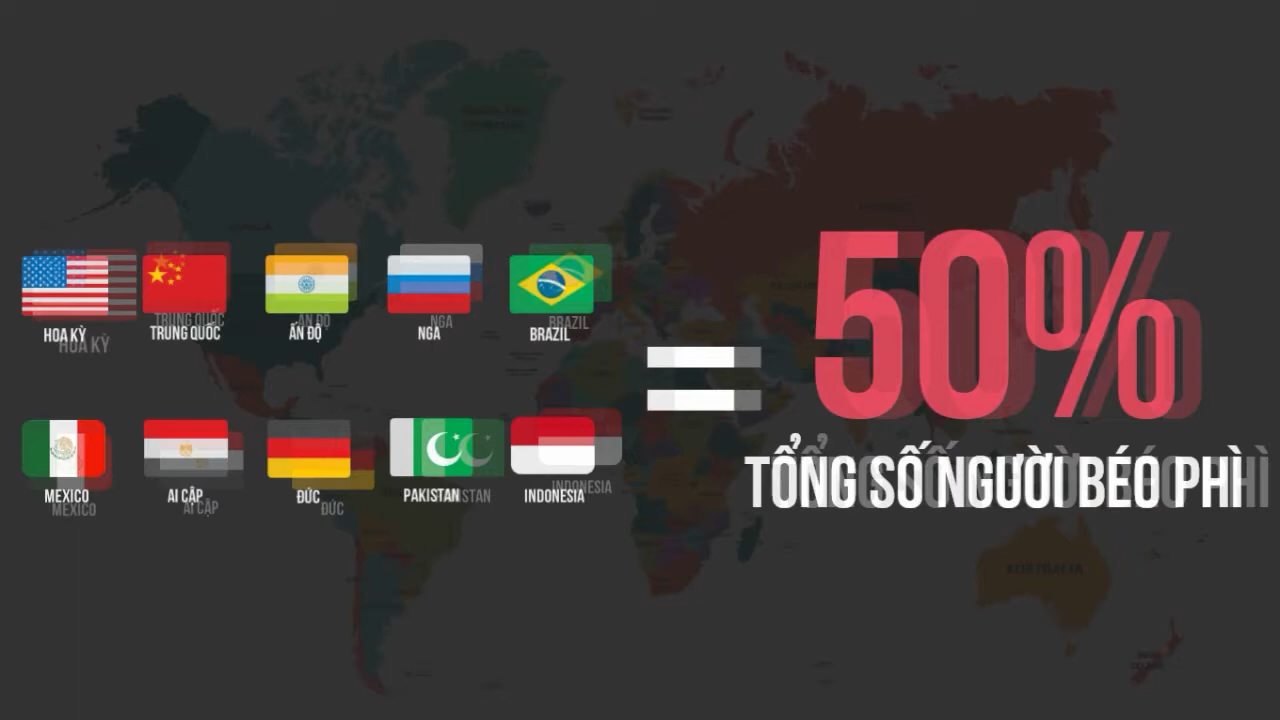 HOA KỲ TRUNG QUỐC ẤN ĐỘ NGA BRAZIL
MEXICO AI CẬP ĐỨC PAKISTAN INDONESIA
=
50%
TỔNG SỐ NGƯỜI BÉO PHÌ
AUSTRALIA